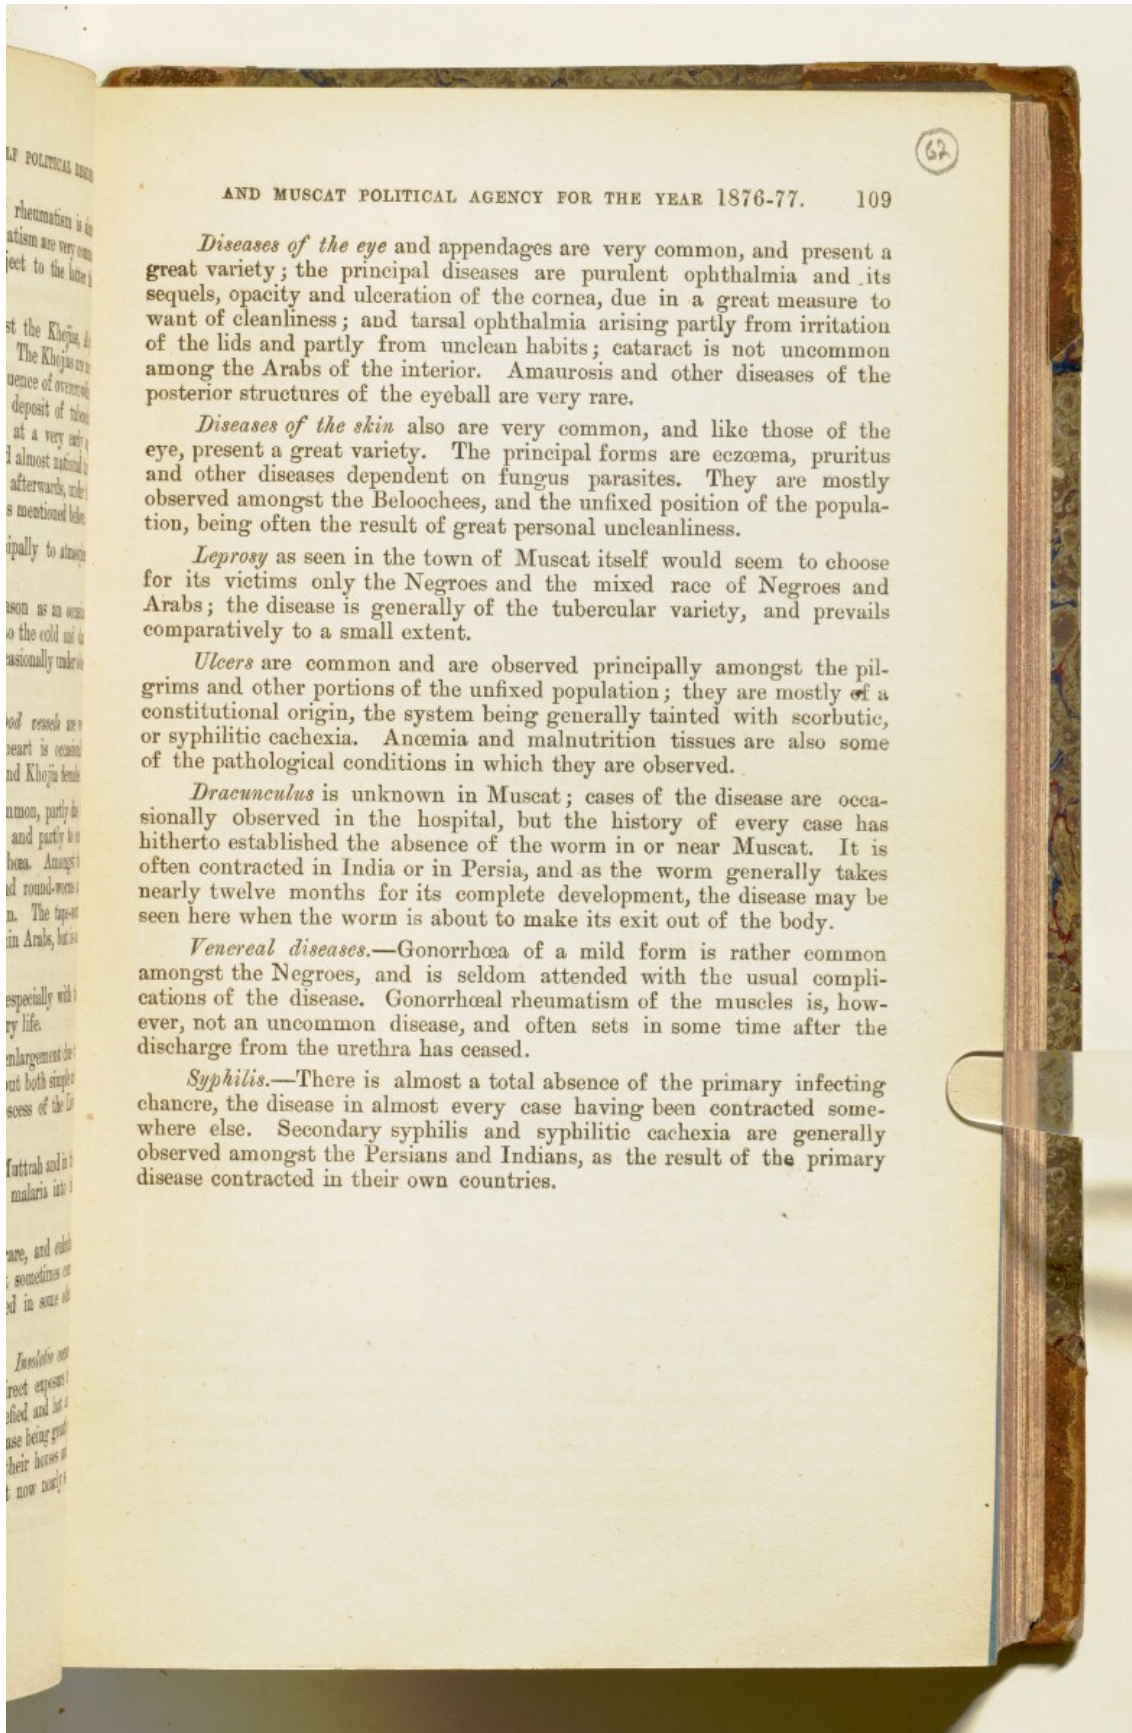 62
AND MUSCAT POLITICAL AGENCY FOR THE YEAR 1876-77. 109
Diseases of the eye and appendages are very common, and present a
great variety; the principal diseases are purulent ophthalmia and its
sequels, opacity and ulceration of the cornea, due in a great measure to
want of cleanliness; and tarsal ophthalmia arising partly from irritation
of the lids and partly from unclean habits; cataract is not uncommon
among the Arabs of the interior. Amaurosis and other diseases of the
posterior structures of the eyeball are very rare.
Diseases of the skin also are very common, and like those of the
eye, present a great variety. The principal forms are eczœma, pruritus
and other diseases dependent on fungus parasites. They are mostly
observed amongst the Beloochees, and the unfixed position of the popula-
tion, being often the result of great personal uncleanliness.
Leprosy as seen in the town of Muscat itself would seem to choose
for its victims only the Negroes and the mixed race of Negroes and
Arabs; the disease is generally of the tubercular variety, and prevails
comparatively to a small extent.
Ulcers are common and are observed principally amongst the pil-
grims and other portions of the unfixed population; they are mostly of a
constitutional origin, the system being generally tainted with scorbutic,
or syphilitic cachexia. Anœmia and malnutrition tissues are also some
of the pathological conditions in which they are observed.
Dracunculus is unknown in Muscat; cases of the disease are occa-
sionally observed in the hospital, but the history of every case has
hitherto established the absence of the worm in or near Muscat. It is
often contracted in India or in Persia, and as the worm generally takes
nearly twelve months for its complete development, the disease may be
seen here when the worm is about to make its exit out of the body.
Venereal diseases.—Gonorrhœa of a mild form is rather common
amongst the Negroes, and is seldom attended with the usual compli-
cations of the disease. Gonorrhœal rheumatism of the muscles is, how-
ever, not an uncommon disease, and often sets in some time after the
discharge from the urethra has ceased.
Syphilis.—There is almost a total absence of the primary infecting
chancre, the disease in almost every case having been contracted some-
where else. Secondary syphilis and syphilitic cachexia are generally
observed amongst the Persians and Indians, as the result of the primary
disease contracted in their own countries.